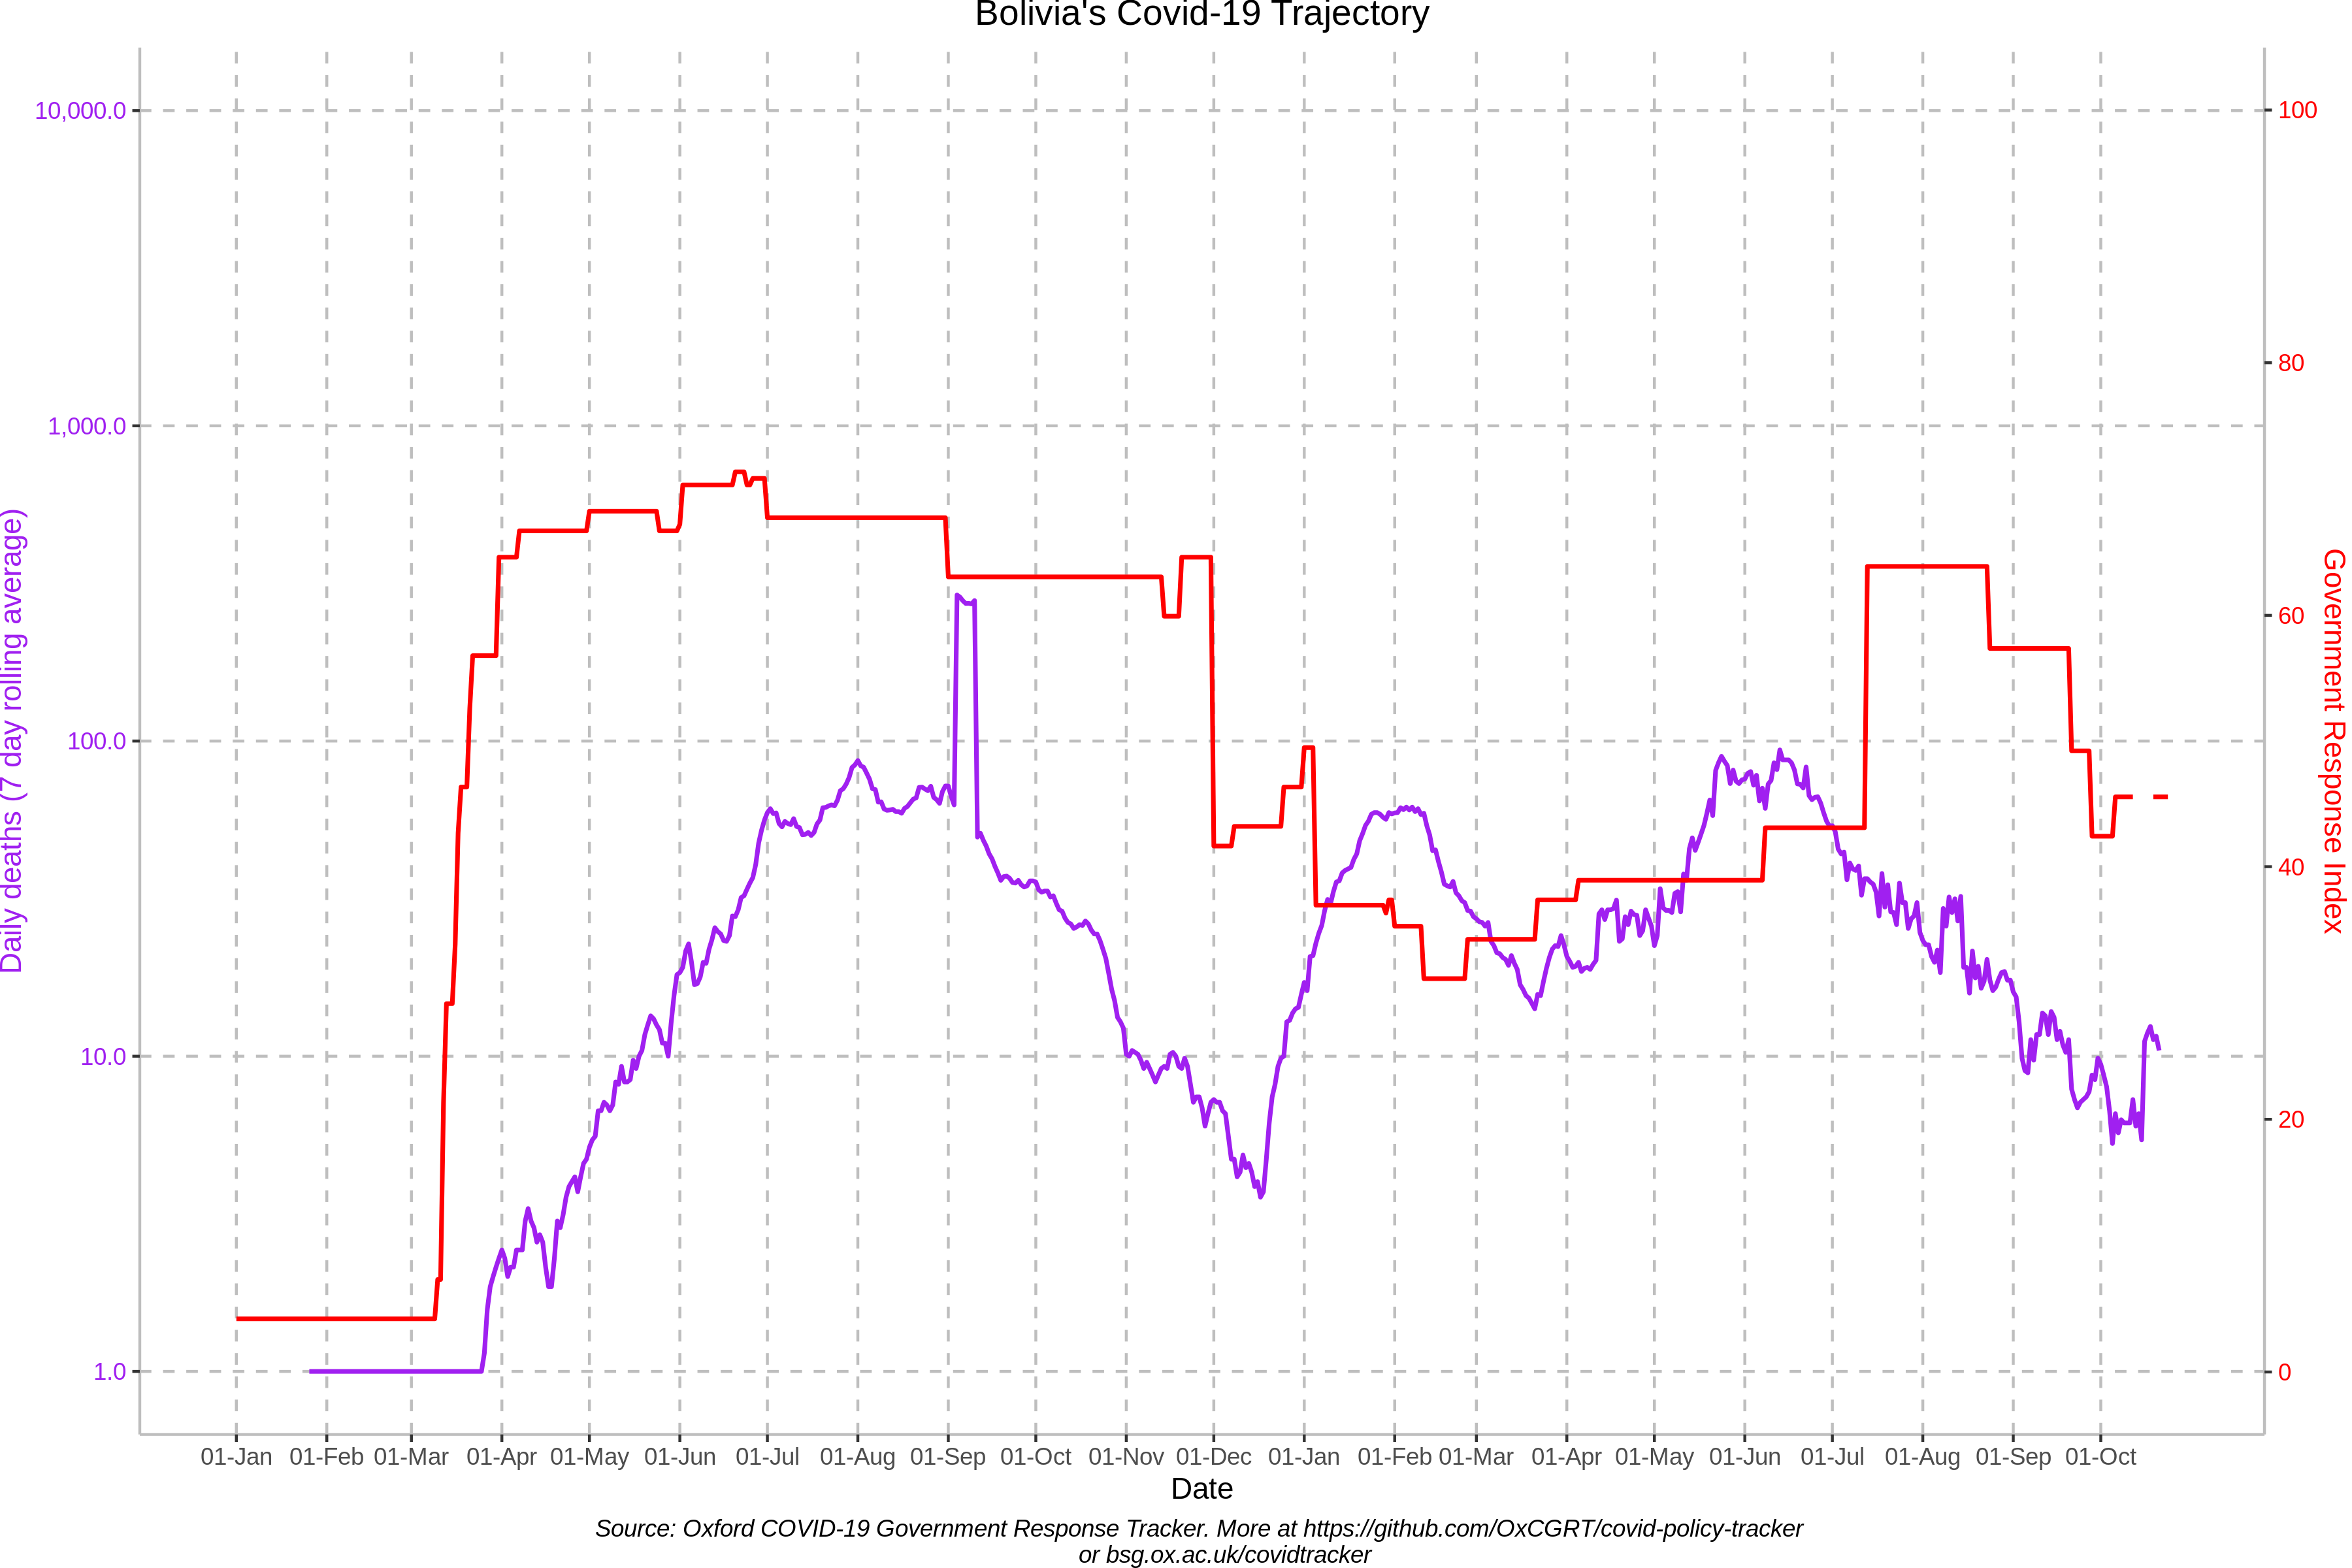 Bolivia's Covid-19 Trajectory
10,000.0
1,000.0
100.0
10.0
1.0
Daily deaths (7 day rolling average)
100
80
60
40
20
0
Government Response Index
01-Jan 01-Feb 01-Mar 01-Apr 01-May 01-Jun 01-Jul 01-Aug 01-Sep 01-Oct 01-Nov 01-Dec 01-Jan 01-Feb 01-Mar 01-Apr 01-May 01-Jun 01-Jul 01-Aug 01-Sep 01-Oct
Date
Source: Oxford COVID-19 Government Response Tracker. More at https://github.com/OxCGRT/covid-policy-tracker
or bsg.ox.ac.uk/covidtracker